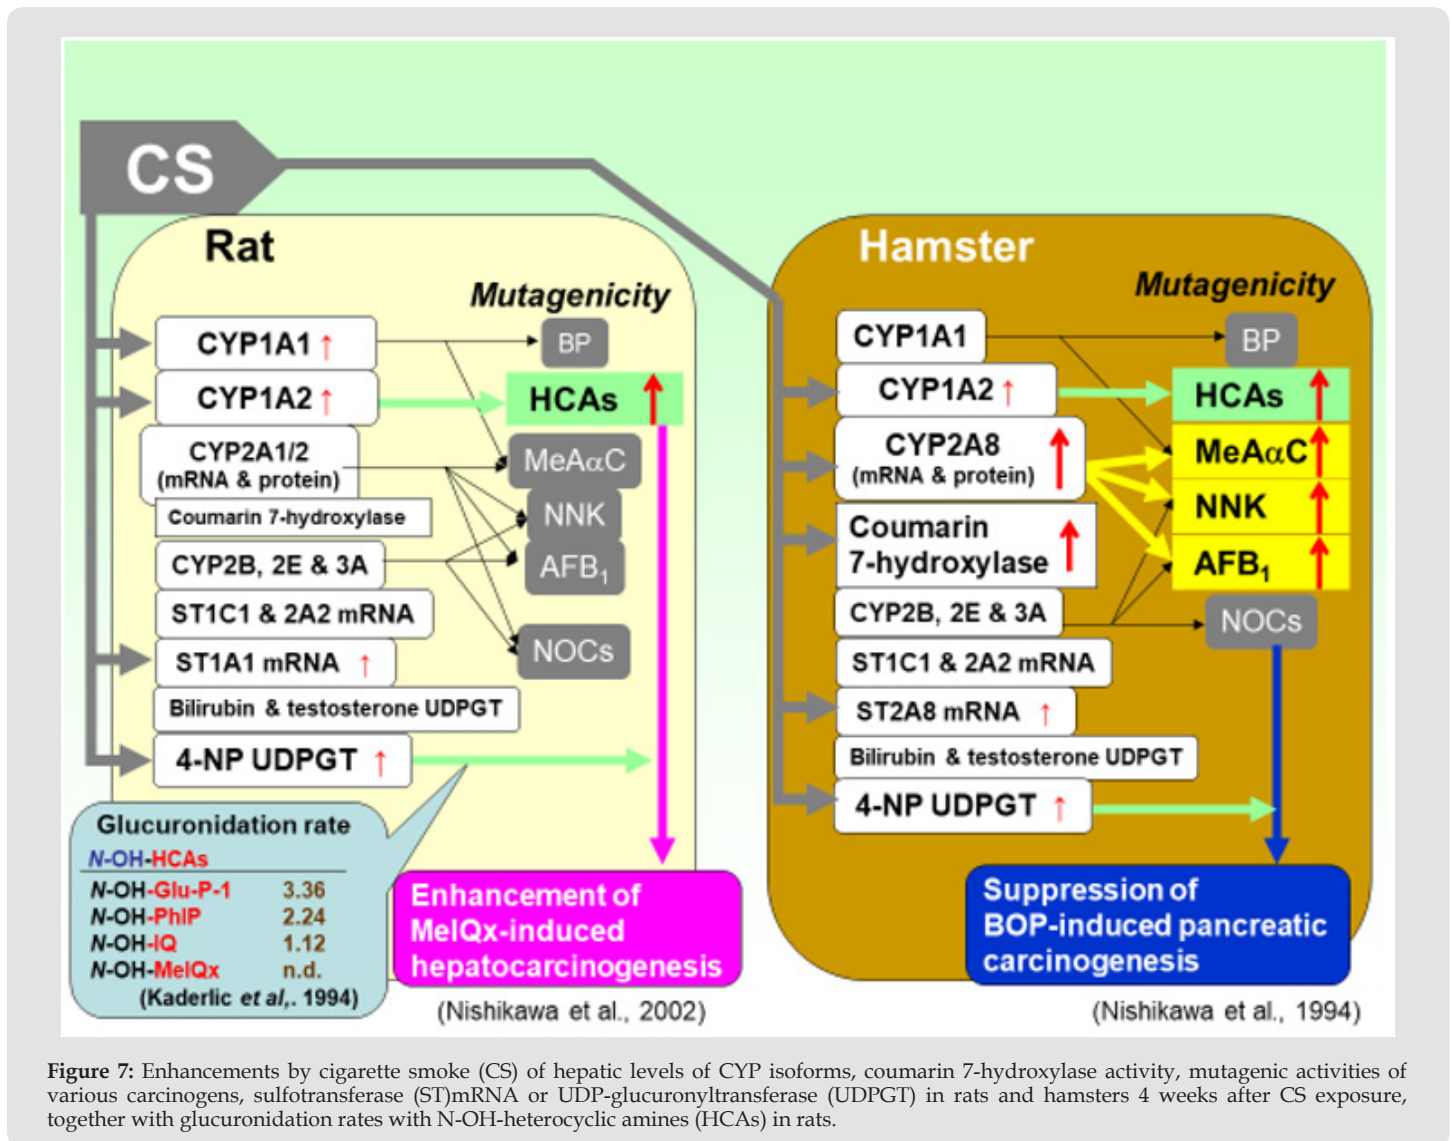 CS
Rat
Mutagenicity
CYP1A1 ↑
BP
CYP1A2 ↑
HCAs ↑
CYP2A1/2
(mRNA & protein)
MeAαC
Coumarin 7-hydroxylase
NNK
CYP2B, 2E & 3A
AFB1
ST1C1 & 2A2 mRNA
ST1A1 mRNA ↑
NOCs
Bilirubin & testosterone UDPGT
4-NP UDPGT ↑
Glucuronidation rate
N-OH-HCAs
N-OH-Glu-P-1 3.36
N-OH-PhIP 2.24
N-OH-IQ 1.12
N-OH-MeIQx n.d.
(Kaderlic et al,. 1994)
Enhancement of
MeIQx-induced
hepatocarcinogenesis
(Nishikawa et al., 2002)
Hamster
Mutagenicity
CYP1A1
BP
CYP1A2 ↑
HCAs ↑
CYP2A8 ↑
(mRNA & protein)
MeAαC ↑
NNK ↑
Coumarin
7-hydroxylase ↑
AFB1 ↑
CYP2B, 2E & 3A
NOCs
ST1C1 & 2A2 mRNA
ST2A8 mRNA ↑
Bilirubin & testosterone UDPGT
4-NP UDPGT ↑
Suppression of
BOP-induced pancreatic
carcinogenesis
(Nishikawa et al., 1994)
Figure 7: Enhancements by cigarette smoke (CS) of hepatic levels of CYP isoforms, coumarin 7-hydroxylase activity, mutagenic activities of
various carcinogens, sulfotransferase (ST)mRNA or UDP-glucuronyltransferase (UDPGT) in rats and hamsters 4 weeks after CS exposure,
together with glucuronidation rates with N-OH-heterocyclic amines (HCAs) in rats.